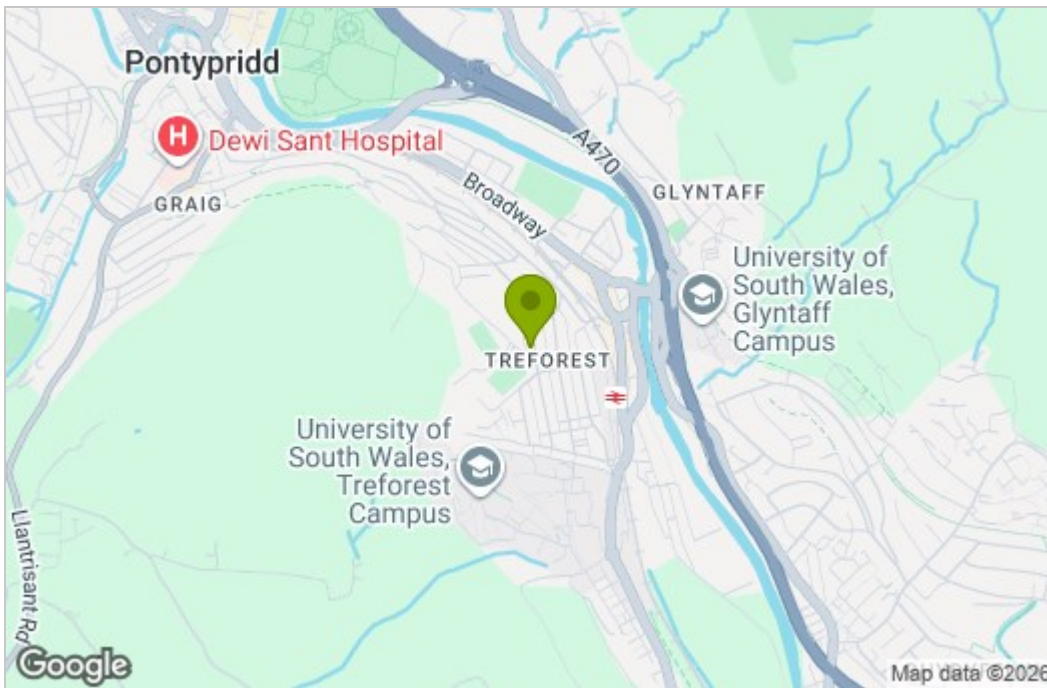 Pontypridd
H
Dewi Sant Hospital
GRAIG
Broadway
A470
GLYNTAFF
University of
South Wales,
Glyntaff
Campus
TREFOREST
University of
South Wales,
Treforest
Campus
Llantrisant Rd
Google
Map data ©2026